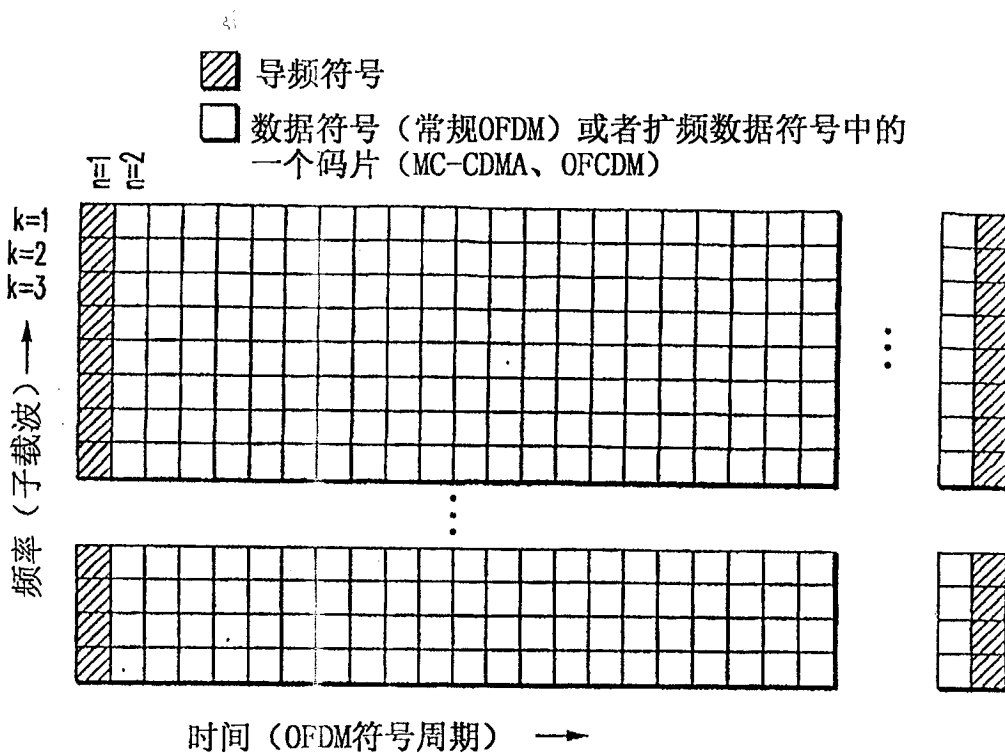 导频符号
数据符号（常规OFDM）或者扩频数据符号中的
一个码片（MC-CDMA、OFCDM）
n=1
n=2
k=1
k=2
k=3
频率（子载波）
时间（OFDM符号周期）